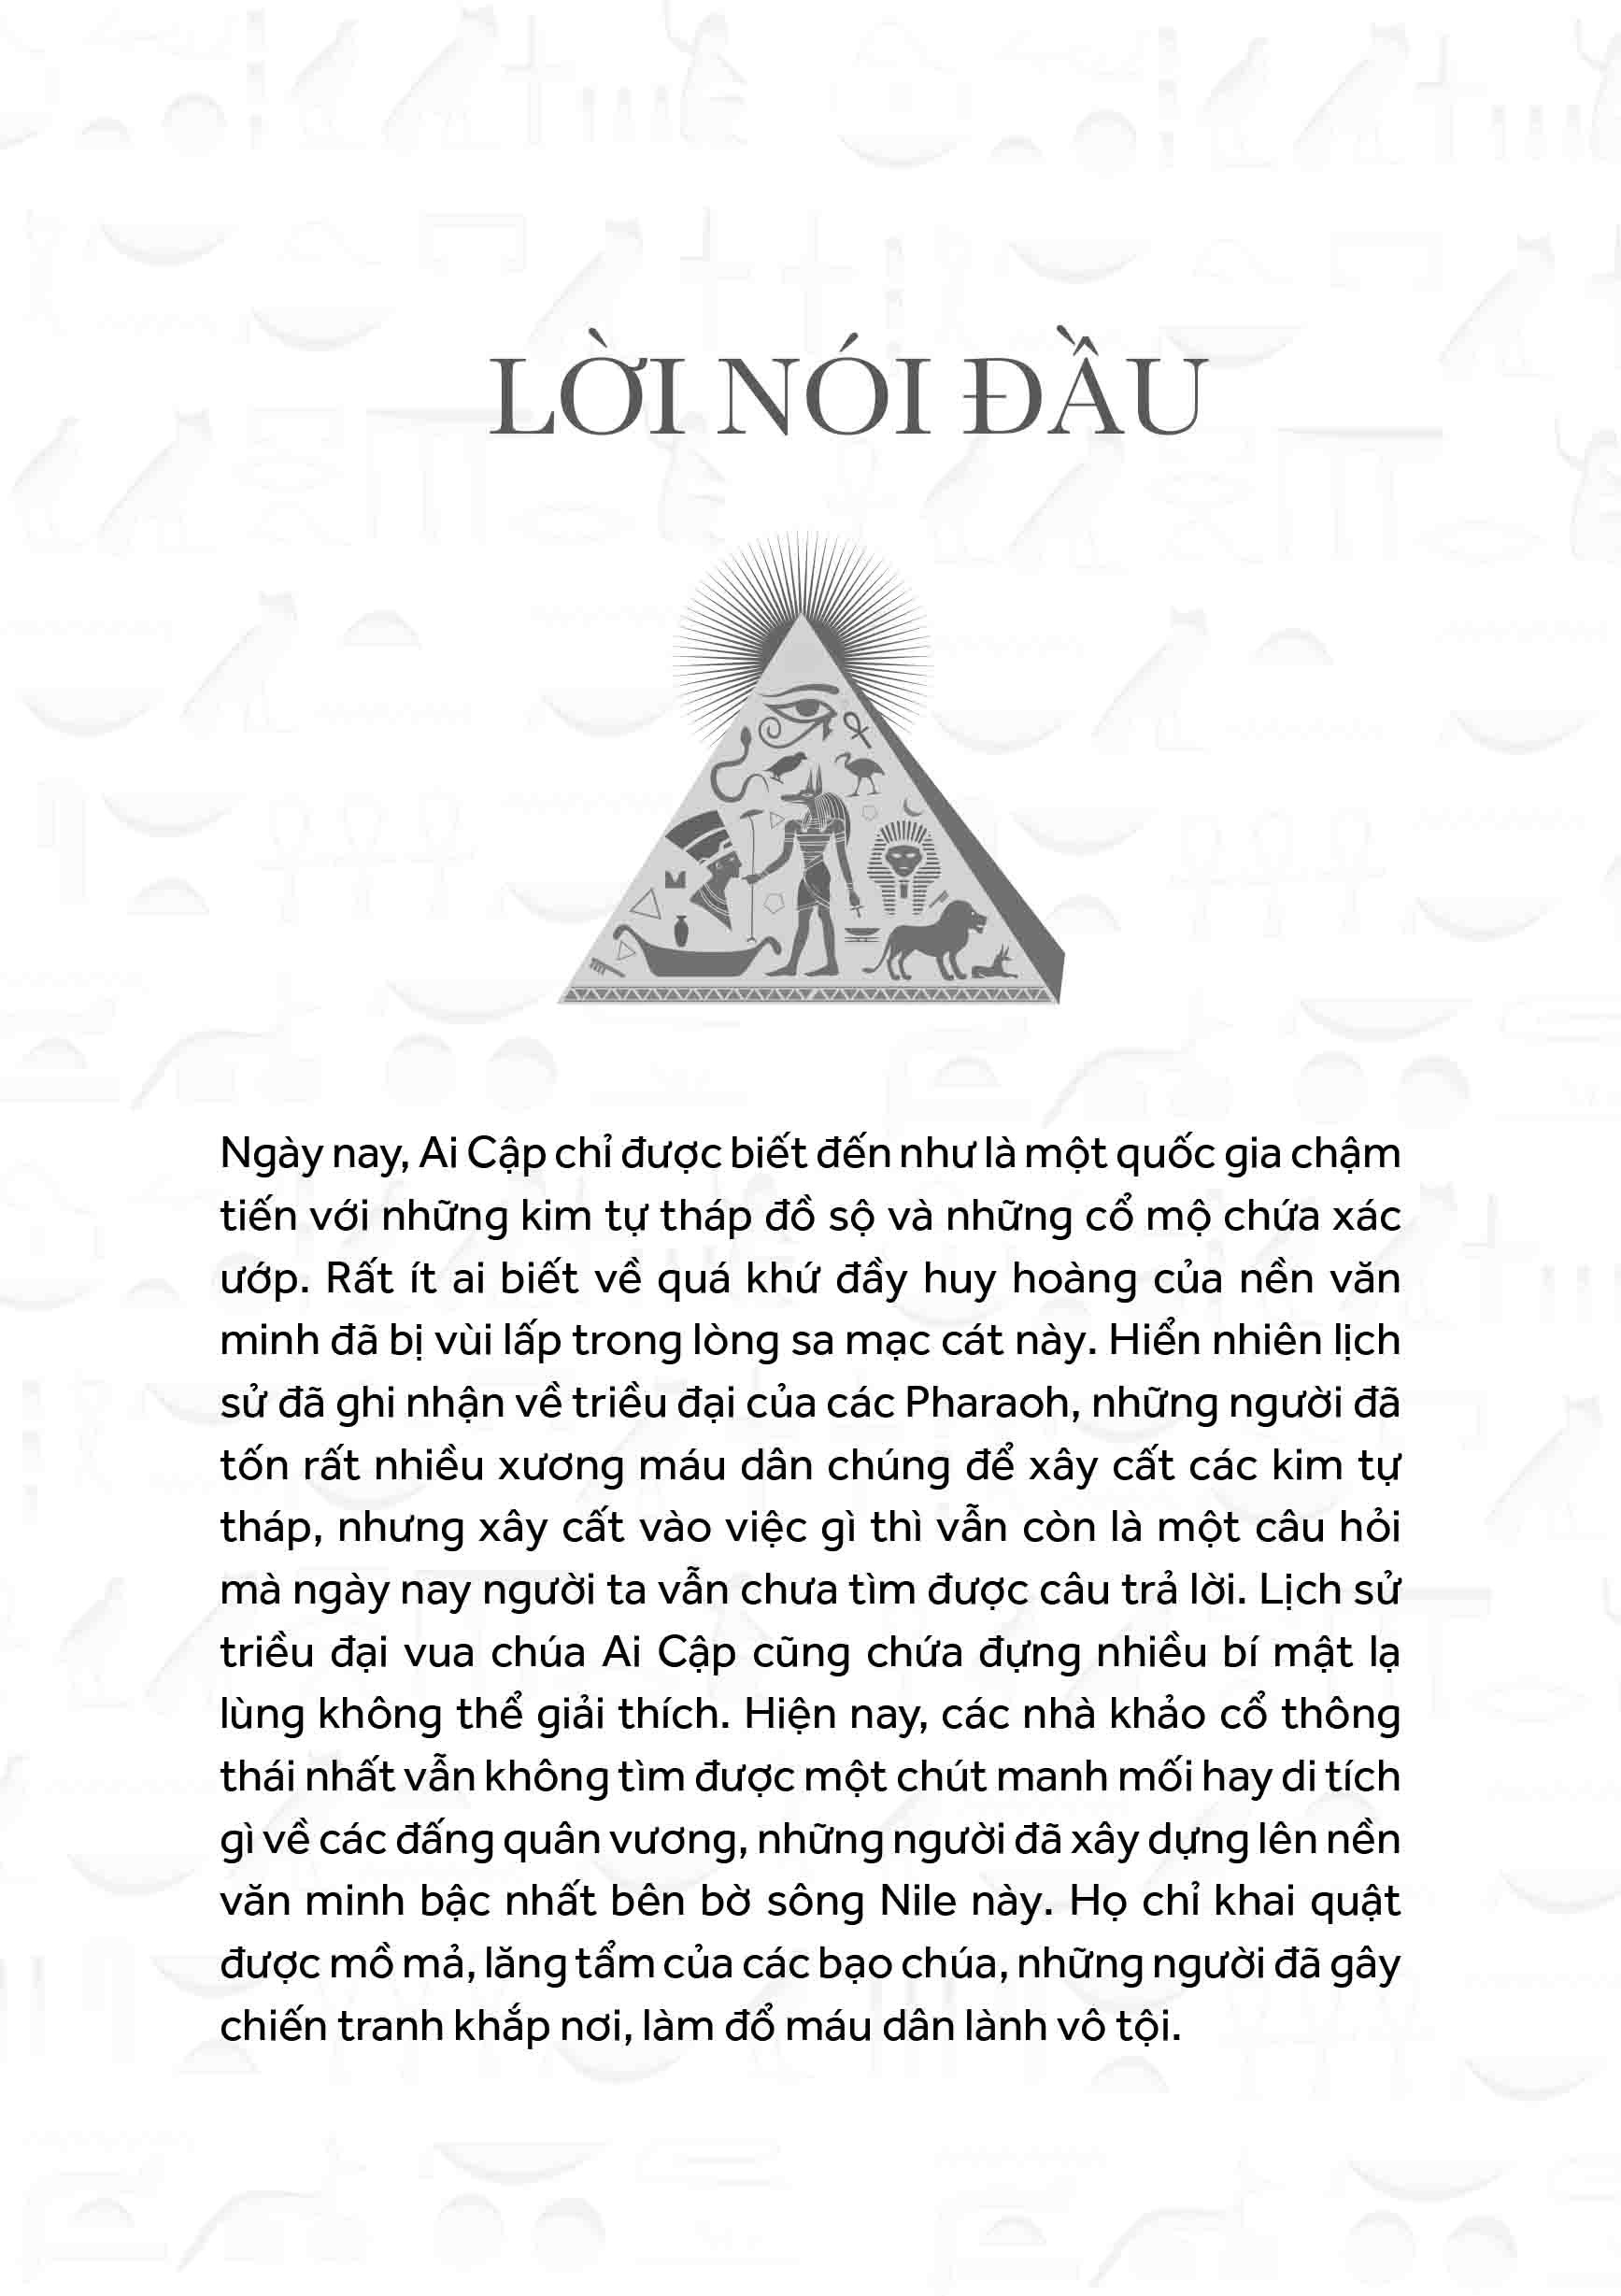 LỜI NÓI ĐẦU
Ngày nay, Ai Cập chỉ được biết đến như là một quốc gia chậm
tiến với những kim tự tháp đồ sộ và những cổ mộ chứa xác
ướp. Rất ít ai biết về quá khứ đầy huy hoàng của nền văn
minh đã bị vùi lấp trong lòng sa mạc cát này. Hiển nhiên lịch
sử đã ghi nhận về triều đại của các Pharaoh, những người đã
tốn rất nhiều xương máu dân chúng để xây cất các kim tự
tháp, nhưng xây cất vào việc gì thì vẫn còn là một câu hỏi
mà ngày nay người ta vẫn chưa tìm được câu trả lời. Lịch sử
triều đại vua chúa Ai Cập cũng chứa đựng nhiều bí mật lạ
lùng không thể giải thích. Hiện nay, các nhà khảo cổ thông
thái nhất vẫn không tìm được một chút manh mối hay di tích
gì về các đấng quân vương, những người đã xây dựng lên nền
văn minh bậc nhất bên bờ sông Nile này. Họ chỉ khai quật
được mồ mả, lăng tẩm của các bạo chúa, những người đã gây
chiến tranh khắp nơi, làm đổ máu dân lành vô tội.